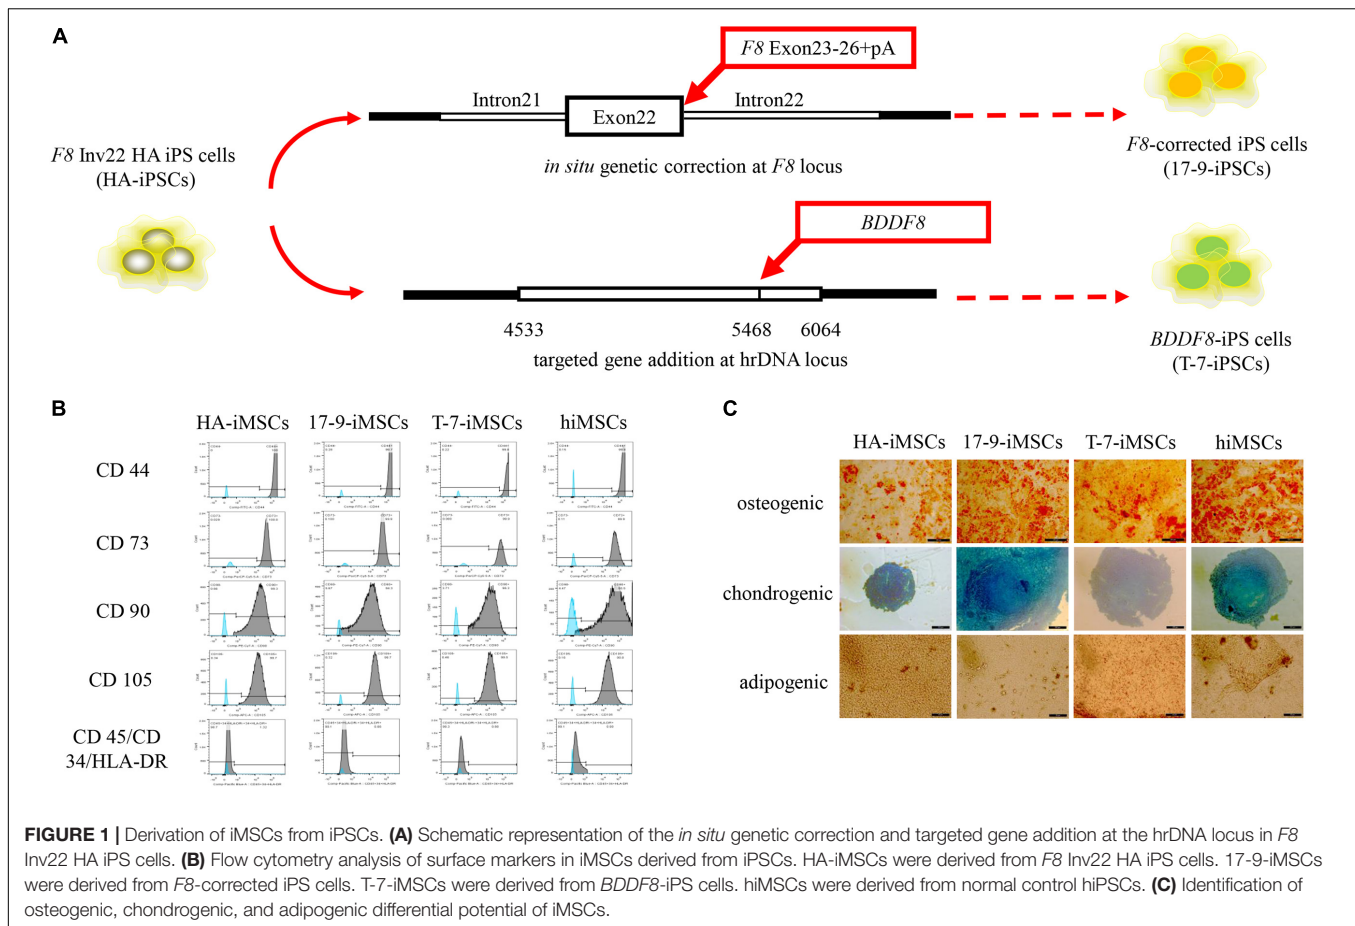 A
F8 Exon23-26+pA
Intron21
Exon22
Intron22
F8 Inv22 HA iPS cells
(HA-iPSCs)
in situ genetic correction at F8 locus
F8-corrected iPS cells
(17-9-iPSCs)
BDDF8
4533
5468
6064
targeted gene addition at hrDNA locus
BDDF8-iPS cells
(T-7-iPSCs)
B
HA-iMSCs
17-9-iMSCs
T-7-iMSCs
hiMSCs
CD 44
CD 73
CD 90
CD 105
CD 45/CD
34/HLA-DR
C
HA-iMSCs
17-9-iMSCs
T-7-iMSCs
hiMSCs
osteogenic
chondrogenic
adipogenic
FIGURE 1 | Derivation of iMSCs from iPSCs. (A) Schematic representation of the in situ genetic correction and targeted gene addition at the hrDNA locus in F8
Inv22 HA iPS cells. (B) Flow cytometry analysis of surface markers in iMSCs derived from iPSCs. HA-iMSCs were derived from F8 Inv22 HA iPS cells. 17-9-iMSCs
were derived from F8-corrected iPS cells. T-7-iMSCs were derived from BDDF8-iPS cells. hiMSCs were derived from normal control hiPSCs. (C) Identification of
osteogenic, chondrogenic, and adipogenic differential potential of iMSCs.